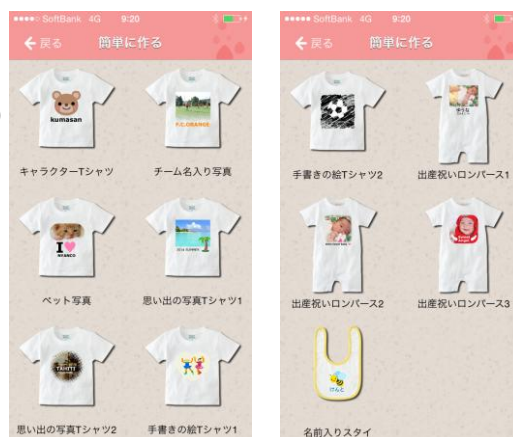 SoftBank 4G 9:20
戻る 簡単に作る
kumasan
F.C.ORANGE
キャラクターTシャツ
チーム名入り写真
I
NYANCO
ペット写真
思い出の写真Tシャツ1
TAHITI
思い出の写真Tシャツ2
手書きの絵Tシャツ1
SoftBank 4G 9:20
戻る 簡単に作る
手書きの絵Tシャツ2
出産祝いロンパース1
出産祝いロンパース2
出産祝いロンパース3
けんと
名前入りスタイ